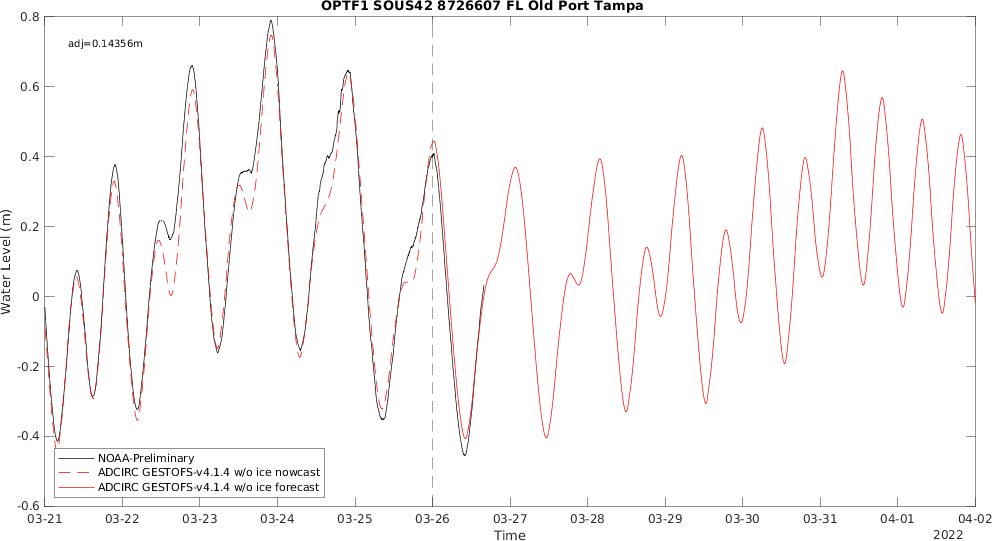 OPTF1 SOUS42 8726607 FL Old Port Tampa
adj=0.14356m
Water Level (m)
0.8
0.6
0.4
0.2
0
-0.2
-0.4
-0.6
NOAA-Preliminary
ADCIRC GESTOFS-v4.1.4 w/o ice nowcast
ADCIRC GESTOFS-v4.1.4 w/o ice forecast
03-21 03-22 03-23 03-24 03-25 03-26 03-27 03-28 03-29 03-30 03-31 04-01 04-02
Time
2022